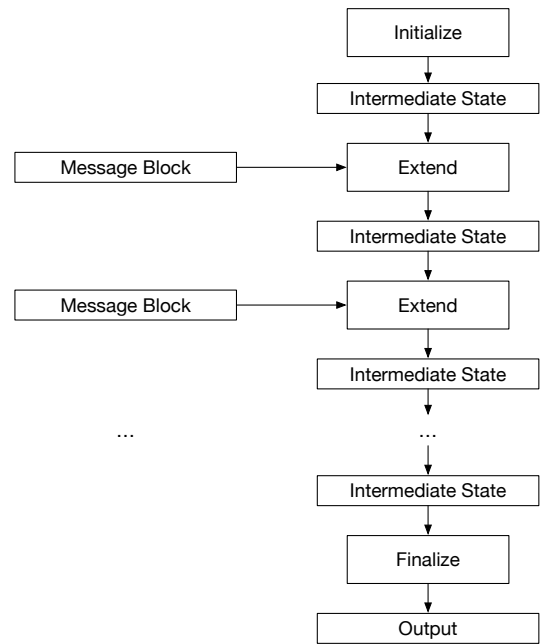 Initialize
Intermediate State
Message Block
Extend
Intermediate State
Message Block
Extend
Intermediate State
...
...
Intermediate State
Finalize
Output